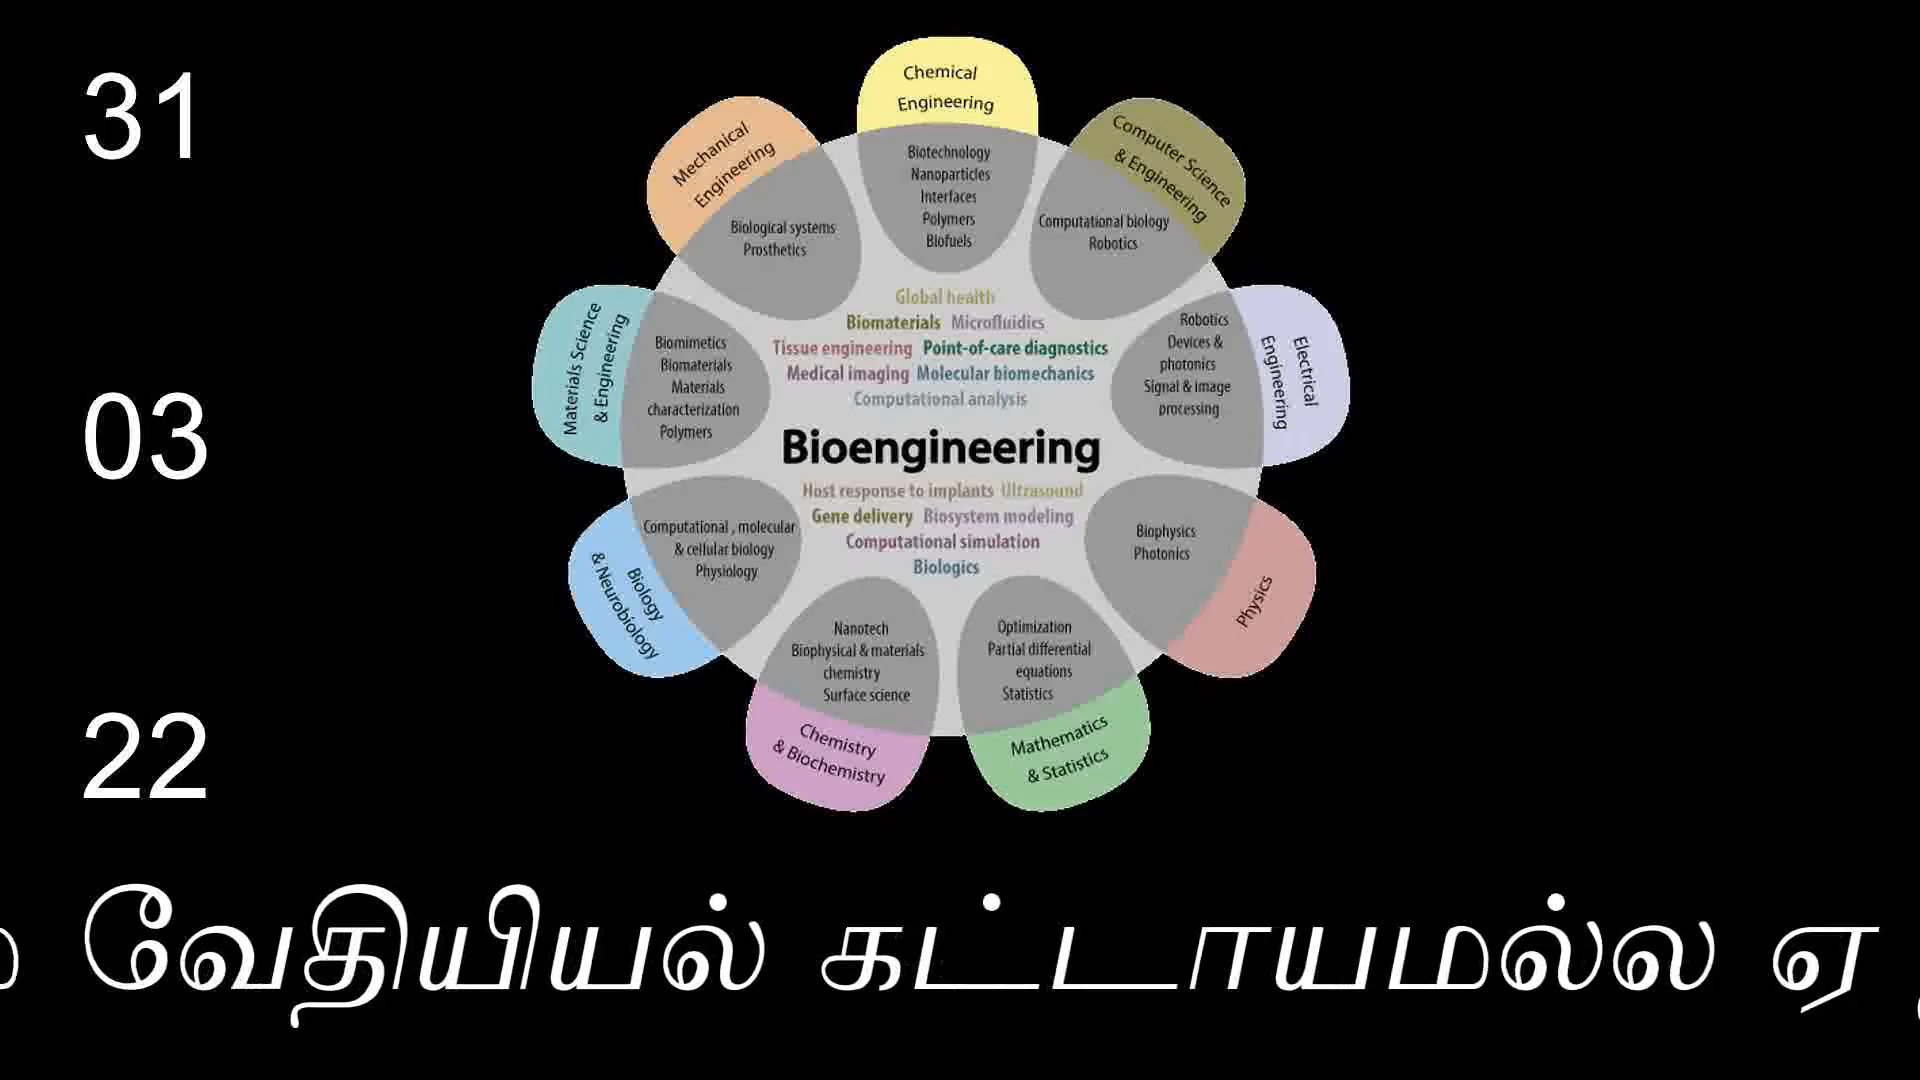 31
03
22
Chemical
Engineering
Biotechnology
Nanoparticles
Interfaces
Polymers
Biofuels
Computer Science
& Engineering
Computational biology
Robotics
Electrical
Engineering
Robotics
Devices &
photonics
Signal & image
processing
Physics
Biophysics
Photonics
Mathematics
& Statistics
Optimization
Partial differential
equations
Statistics
Chemistry
& Biochemistry
Nanotech
Biophysical & materials
chemistry
Surface science
Biology
& Neurobiology
Computational , molecular
& cellular biology
Physiology
Materials Science
& Engineering
Biomimetics
Biomaterials
Materials
characterization
Polymers
Mechanical
Engineering
Biological systems
Prosthetics
Global health
Biomaterials Microfluidics
Tissue engineering Point-of-care diagnostics
Medical imaging Molecular biomechanics
Computational analysis
Bioengineering
Host response to implants Ultrasound
Gene delivery Biosystem modeling
Computational simulation
Biologics
வேதியியல் கட்டாயமல்ல ஏ